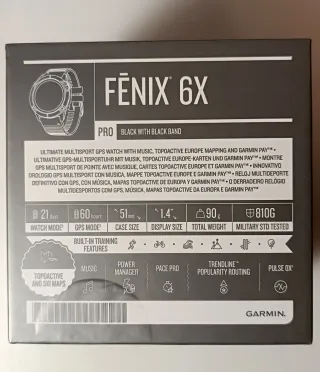 FĒNIX® 6X
PRO BLACK WITH BLACK BAND
ULTIMATE MULTISPORT GPS WATCH WITH MUSIC, TOPOACTIVE EUROPE MAPPING AND GARMIN PAY™ •
ULTIMATIVE GPS-MULTISPORTUHR MIT MUSIK, TOPOACTIVE EUROPE-KARTEN UND GARMIN PAY™ • MONTRE
GPS MULTISPORT DE POINTE AVEC MUSIQUE, CARTES TOPOACTIVE EUROPE ET GARMIN PAY™ • INNOVATIVO
OROLOGIO GPS MULTISPORT CON MUSICA, MAPPE TOPOACTIVE EUROPA E GARMIN PAY™ • RELOJ MULTIDEPORTE
DEFINITIVO CON GPS, CON MÚSICA, MAPAS TOPOACTIVE DE EUROPA Y GARMIN PAY™ • O DERRADEIRO RELÓGIO
MULTIDESPORTOS COM GPS, MÚSICA, MAPAS TOPOACTIVE DA EUROPA E GARMIN PAY™
21 60 51 1.4" 90g 810G
WATCH MODE GPS MODE CASE SIZE DISPLAY SIZE TOTAL WEIGHT MILITARY STD TESTED
BUILT-IN TRAINING
FEATURES
TOPOACTIVE
AND SKI MAPS
MUSIC POWER MANAGER PACE PRO TRENDLINE™ POPULARITY ROUTING PULSE OX
GARMIN